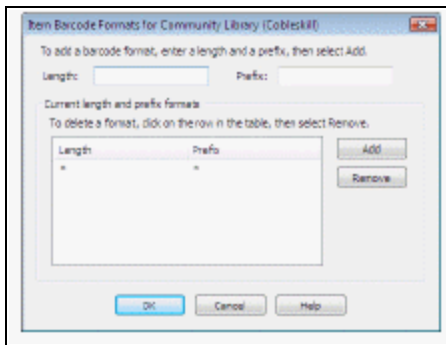 Item Barcode Formats for Community Library (Cobleskill)
To add a barcode format, enter a length and a prefix, then select Add.
Length: Prefix:
Current length and prefix formats
To delete a format, click on the row in the table, then select Remove.
Length Prefix
* *
Add
Remove
OK Cancel Help